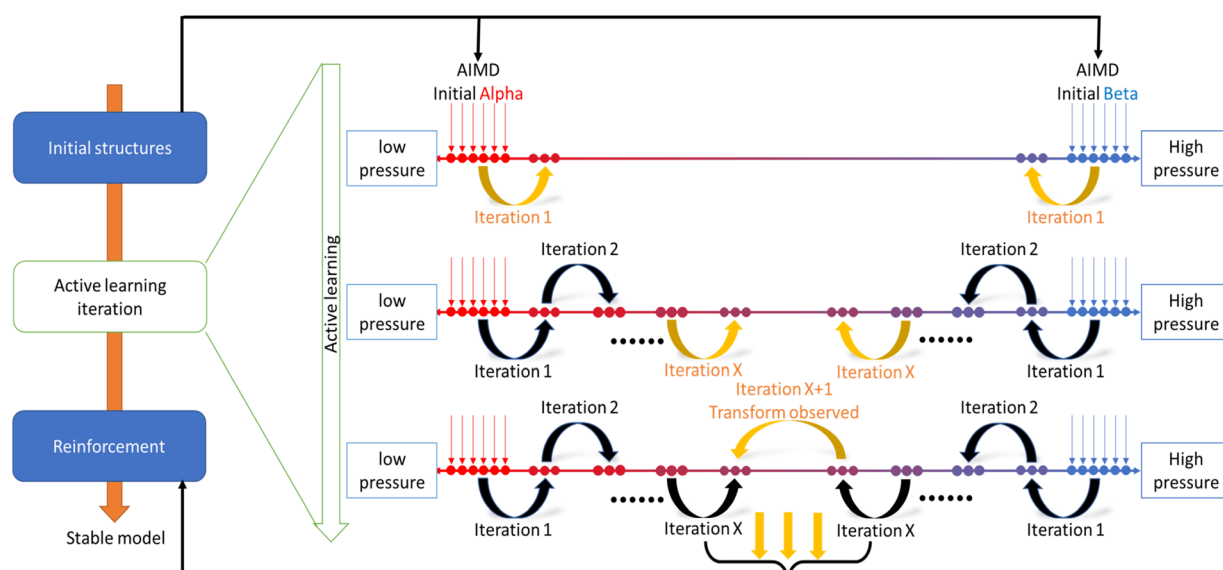 AIMD
Initial Alpha
AIMD
Initial Beta
Initial structures
low
pressure
High
pressure
Iteration 1
Iteration 1
Active learning
iteration
Active learning
Iteration 2
Iteration 2
low
pressure
High
pressure
Iteration 1
Iteration X
Iteration X
Iteration 1
Iteration X+1
Transform observed
Reinforcement
Iteration 2
Iteration 2
low
pressure
High
pressure
Iteration 1
Iteration X
Iteration X
Iteration 1
Stable model